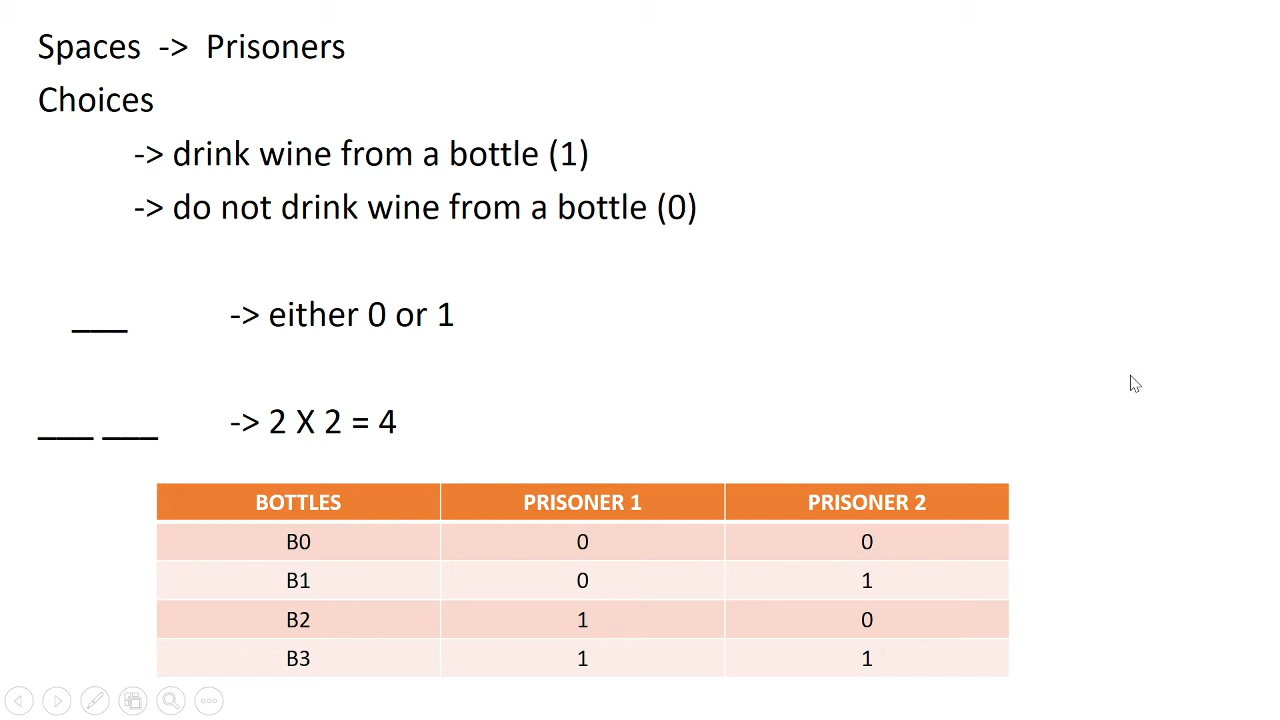 Spaces -> Prisoners
Choices
-> drink wine from a bottle (1)
-> do not drink wine from a bottle (0)
___ -> either 0 or 1
___ ___ -> 2 X 2 = 4
BOTTLES PRISONER 1 PRISONER 2
B0 0 0
B1 0 1
B2 1 0
B3 1 1